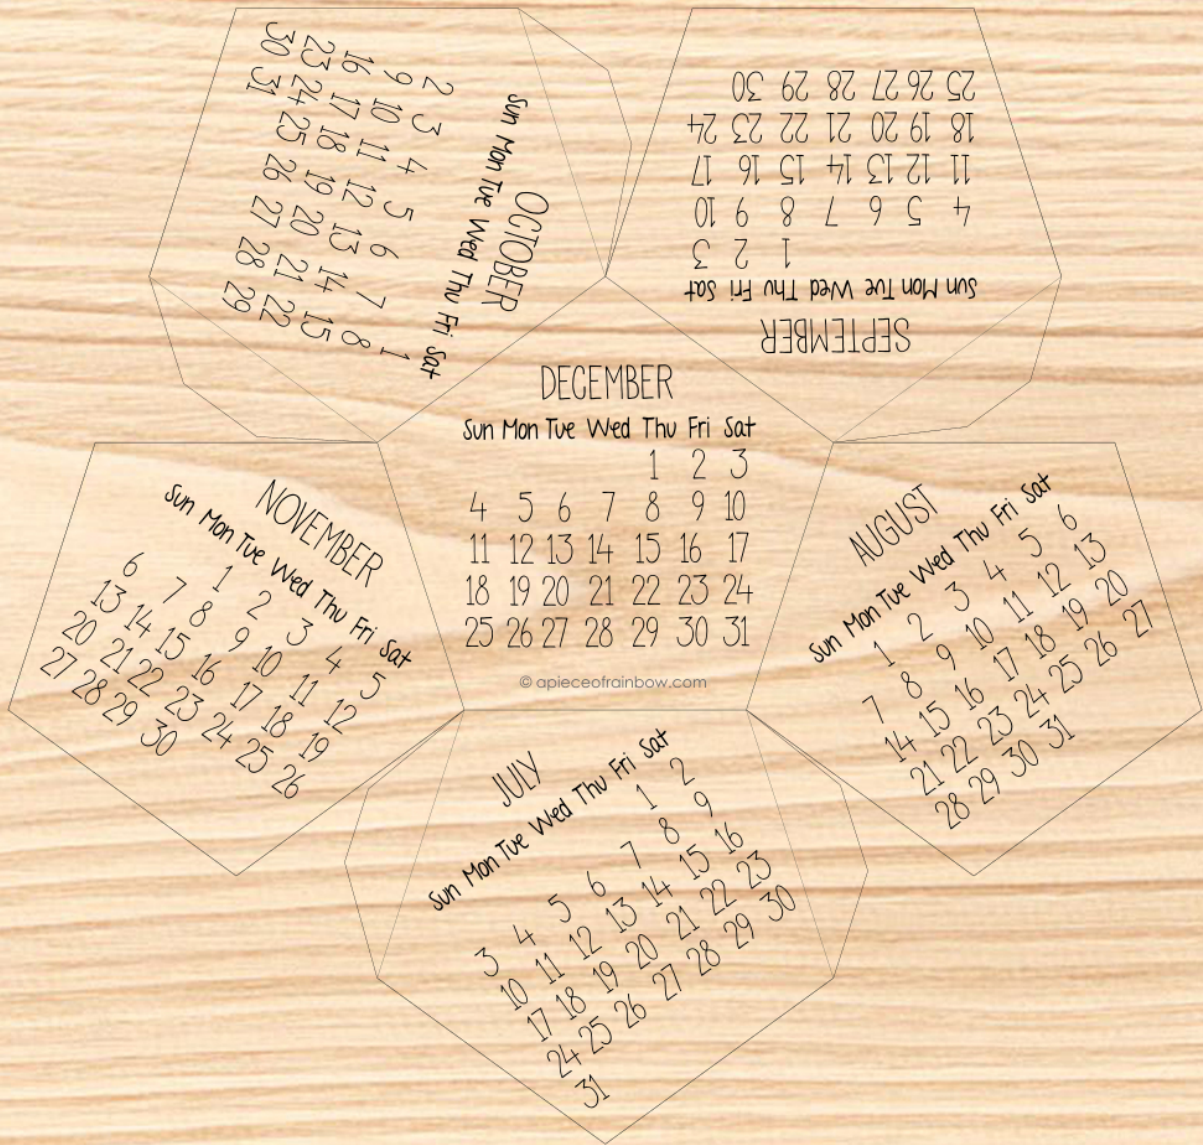 OCTOBER
Sun Mon Tue Wed Thu Fri Sat
1
2 3 4 5 6 7 8
9 10 11 12 13 14 15
16 17 18 19 20 21 22
23 24 25 26 27 28 29
30 31
SEPTEMBER
Sun Mon Tue Wed Thu Fri Sat
1 2 3
4 5 6 7 8 9 10
11 12 13 14 15 16 17
18 19 20 21 22 23 24
25 26 27 28 29 30
DECEMBER
Sun Mon Tue Wed Thu Fri Sat
1 2 3
4 5 6 7 8 9 10
11 12 13 14 15 16 17
18 19 20 21 22 23 24
25 26 27 28 29 30 31
© apieceofrainbow.com
NOVEMBER
Sun Mon Tue Wed Thu Fri Sat
1 2 3 4 5
6 7 8 9 10 11 12
13 14 15 16 17 18 19
20 21 22 23 24 25 26
27 28 29 30
AUGUST
Sun Mon Tue Wed Thu Fri Sat
1 2 3 4 5 6
7 8 9 10 11 12 13
14 15 16 17 18 19 20
21 22 23 24 25 26 27
28 29 30 31
JULY
Sun Mon Tue Wed Thu Fri Sat
1 2
3 4 5 6 7 8 9
10 11 12 13 14 15 16
17 18 19 20 21 22 23
24 25 26 27 28 29 30
31